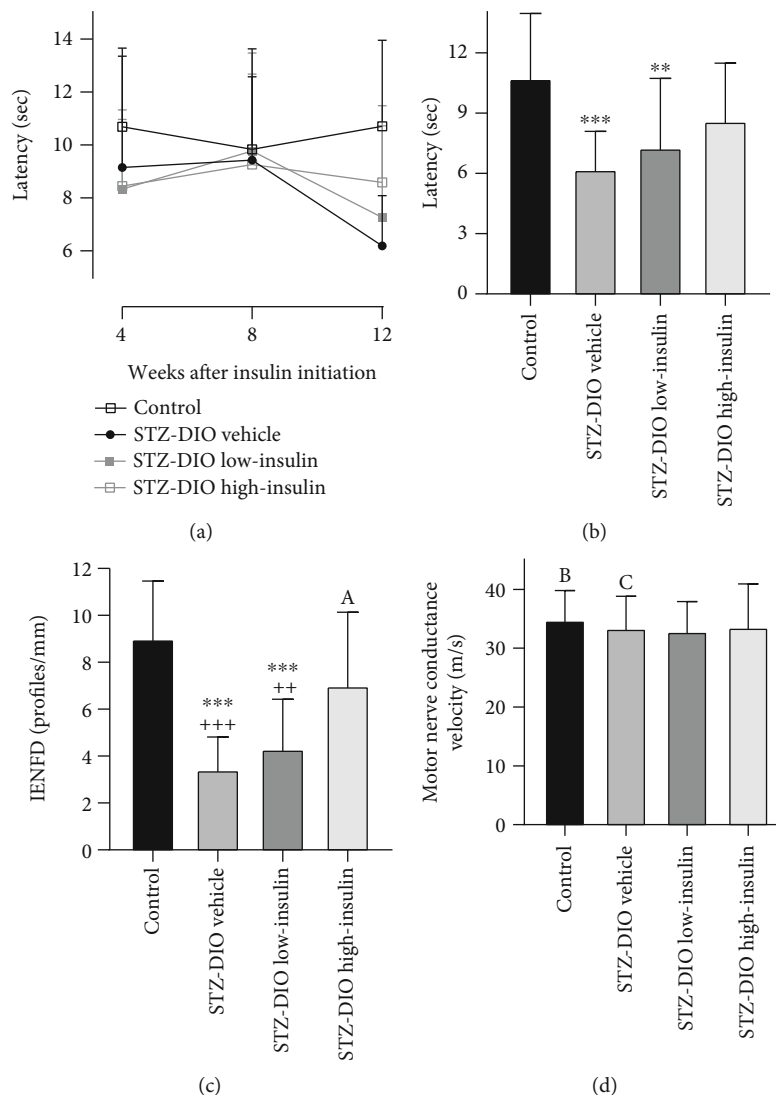 14
12
10
8
6
Latency (sec)
4
8
12
Weeks after insulin initiation
Control
STZ-DIO vehicle
STZ-DIO low-insulin
STZ-DIO high-insulin
(a)
12
9
6
3
0
Latency (sec)
***
**
Control
STZ-DIO vehicle
STZ-DIO low-insulin
STZ-DIO high-insulin
(b)
12
10
8
6
4
2
0
IENFD (profiles/mm)
***
+++
***
++
A
Control
STZ-DIO vehicle
STZ-DIO low-insulin
STZ-DIO high-insulin
(c)
40
30
20
10
0
Motor nerve conductance
velocity (m/s)
B
C
Control
STZ-DIO vehicle
STZ-DIO low-insulin
STZ-DIO high-insulin
(d)